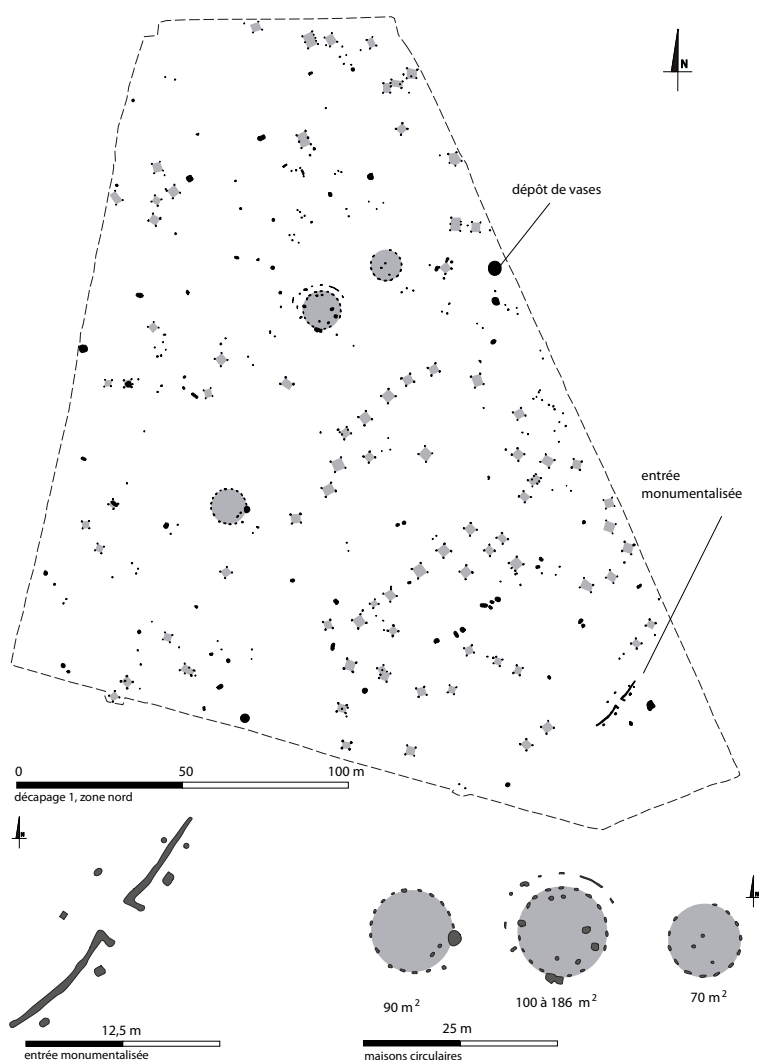 N
dépôt de vases
entrée
monumentalisée
0 50 100 m
décapage 1, zone nord
N
N
90 m²
100 à 186 m²
70 m²
12,5 m
entrée monumentalisée
25 m
maisons circulaires